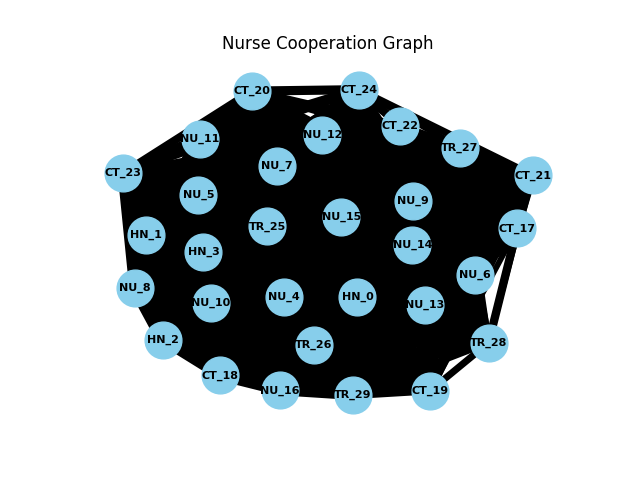 Nurse Cooperation Graph
CT_20
CT_24
CT_22
NU_12
NU_11
TR_27
NU_7
CT_23
CT_21
NU_5
NU_9
NU_15
TR_25
CT_17
HN_1
NU_14
HN_3
NU_6
NU_8
NU_4
HN_0
NU_10
NU_13
HN_2
TR_28
TR_26
CT_18
NU_16
CT_19
TR_29